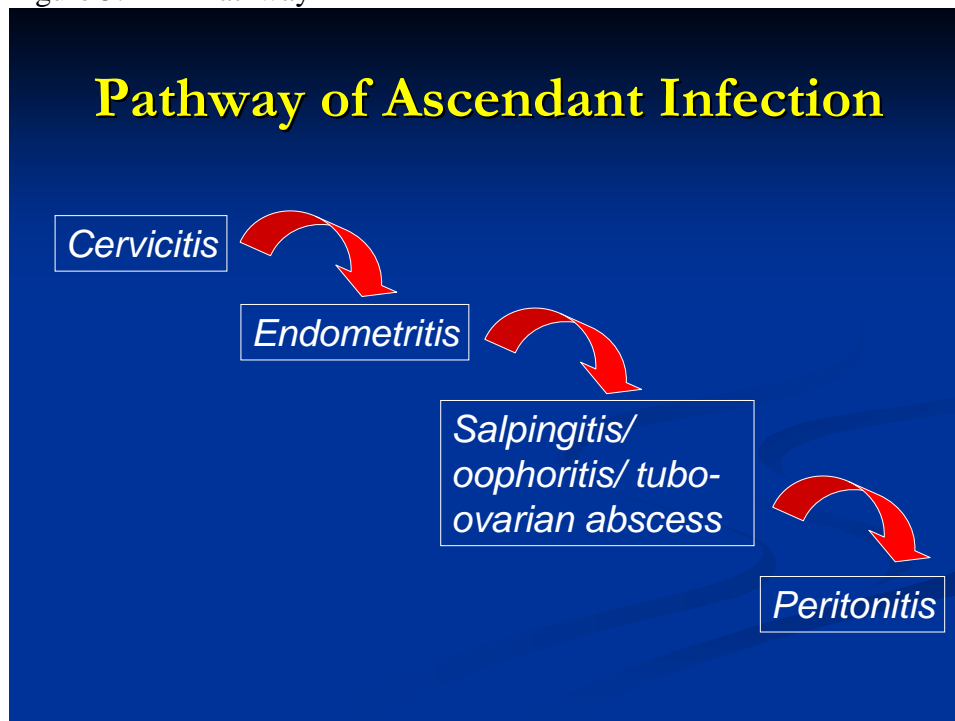 Pathway of Ascendant Infection
Cervicitis
Endometritis
Salpingitis/
oophoritis/ tubo-
ovarian abscess
Peritonitis